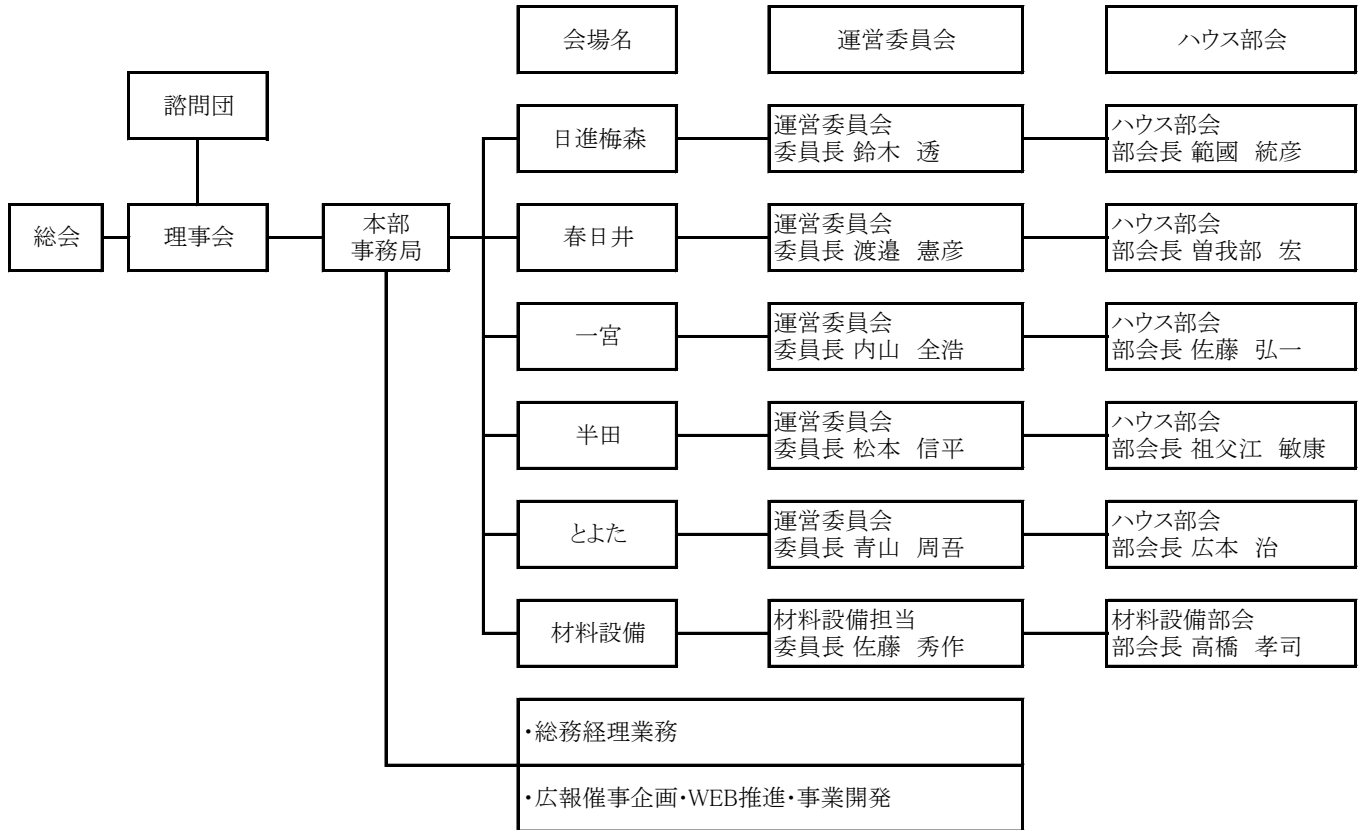 会場名
運営委員会
ハウス部会
諮問団
総会
理事会
本部
事務局
日進梅森
運営委員会
委員長 鈴木 透
ハウス部会
部会長 範國 統彦
春日井
運営委員会
委員長 渡邉 憲彦
ハウス部会
部会長 曽我部 宏
一宮
運営委員会
委員長 内山 全浩
ハウス部会
部会長 佐藤 弘一
半田
運営委員会
委員長 松本 信平
ハウス部会
部会長 祖父江 敏康
とよた
運営委員会
委員長 青山 周吾
ハウス部会
部会長 広本 治
材料設備
材料設備担当
委員長 佐藤 秀作
材料設備部会
部会長 高橋 孝司
・総務経理業務
・広報催事企画・WEB推進・事業開発